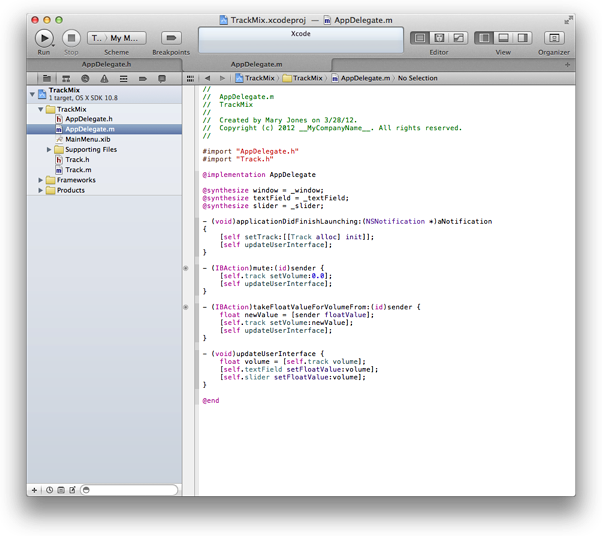 TrackMix.xcodeproj — AppDelegate.m
Run
Stop
T... My M...
Scheme
Breakpoints
Xcode
Editor
View
Organizer
AppDelegate.h
AppDelegate.m
TrackMix
1 target, OS X SDK 10.8
TrackMix
AppDelegate.h
AppDelegate.m
MainMenu.xib
Supporting Files
Track.h
Track.m
Frameworks
Products
TrackMix
TrackMix
AppDelegate.m
No Selection
//
//  AppDelegate.m
//  TrackMix
//
//  Created by Mary Jones on 3/28/12.
//  Copyright (c) 2012 __MyCompanyName__. All rights reserved.
//
#import "AppDelegate.h"
#import "Track.h"
@implementation AppDelegate
@synthesize window = _window;
@synthesize textField = _textField;
@synthesize slider = _slider;
- (void)applicationDidFinishLaunching:(NSNotification *)aNotification
{
    [self setTrack:[[Track alloc] init]];
    [self updateUserInterface];
}
- (IBAction)mute:(id)sender {
    [self.track setVolume:0.0];
    [self updateUserInterface];
}
- (IBAction)takeFloatValueForVolumeFrom:(id)sender {
    float newValue = [sender floatValue];
    [self.track setVolume:newValue];
    [self updateUserInterface];
}
- (void)updateUserInterface {
    float volume = [self.track volume];
    [self.textField setFloatValue:volume];
    [self.slider setFloatValue:volume];
}
@end